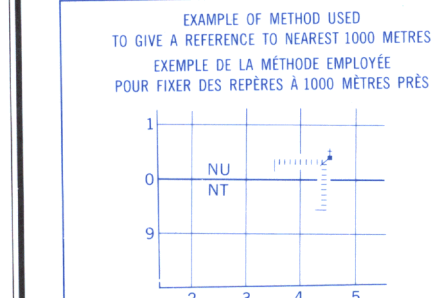 EXAMPLE OF METHOD USED
TO GIVE A REFERENCE TO NEAREST 1000 METRES
EXEMPLE DE LA MÉTHODE EMPLOYÉE
POUR FIXER DES REPÈRES À 1000 MÈTRES PRÈS
1
NU
0
NT
9
2 3 4 5